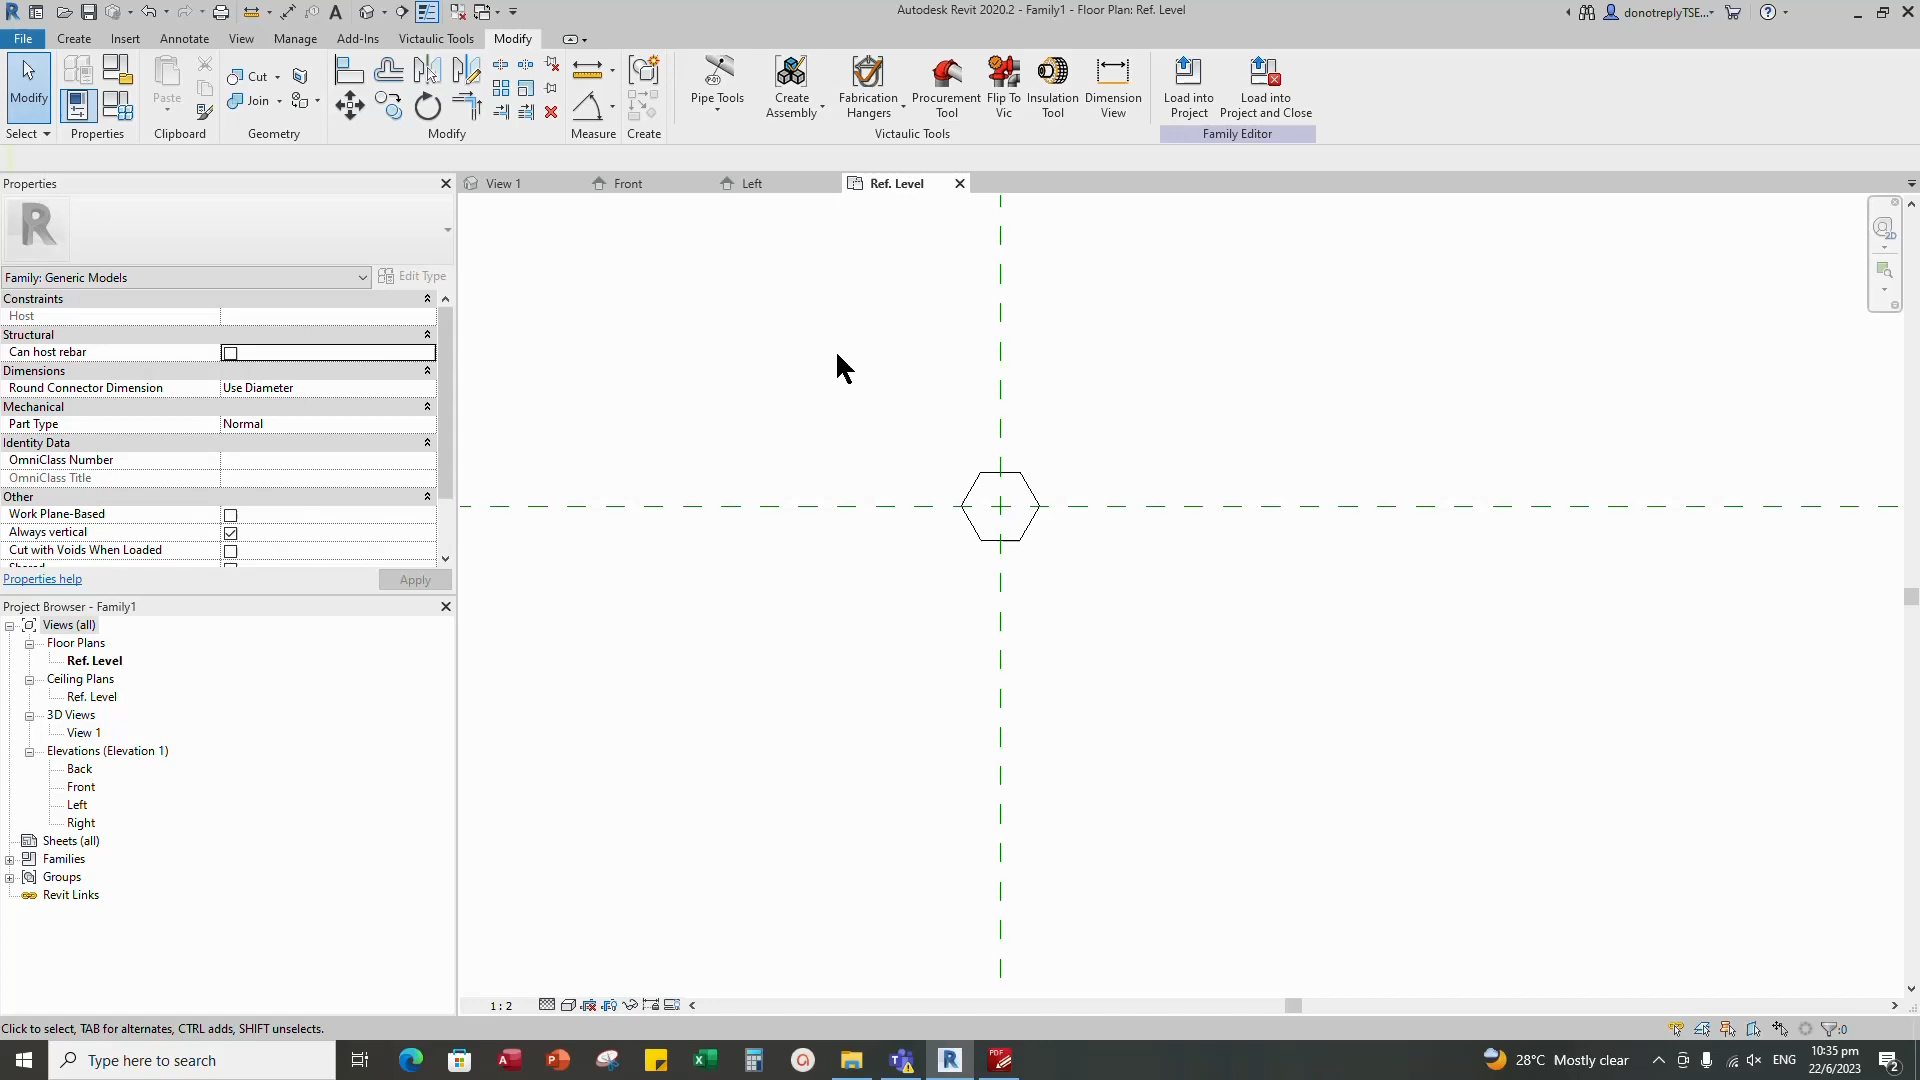 Autodesk Revit 2020.2 - Family1 - Floor Plan: Ref. Level
donotreplyTSE...
File Create Insert Annotate View Manage Add-Ins Victaulic Tools Modify
Modify
Paste
Cut
Join
Pipe Tools
Create Assembly
Fabrication Hangers
Procurement Tool
Flip To Vic
Insulation Tool
Dimension View
Load into Project
Load into Project and Close
Select Properties Clipboard Geometry Modify Measure Create Victaulic Tools Family Editor
Properties
View 1 Front Left Ref. Level
2D
Family: Generic Models
Edit Type
Constraints
Host
Structural
Can host rebar
Dimensions
Round Connector Dimension Use Diameter
Mechanical
Part Type Normal
Identity Data
OmniClass Number
OmniClass Title
Other
Work Plane-Based
Always vertical
Cut with Voids When Loaded
Shared
Properties help Apply
Project Browser - Family1
Views (all)
Floor Plans
Ref. Level
Ceiling Plans
Ref. Level
3D Views
View 1
Elevations (Elevation 1)
Back
Front
Left
Right
Sheets (all)
Families
Groups
Revit Links
1 : 2
Click to select, TAB for alternates, CTRL adds, SHIFT unselects.
:0
Type here to search
28°C Mostly clear
ENG
10:35 pm
22/6/2023
2